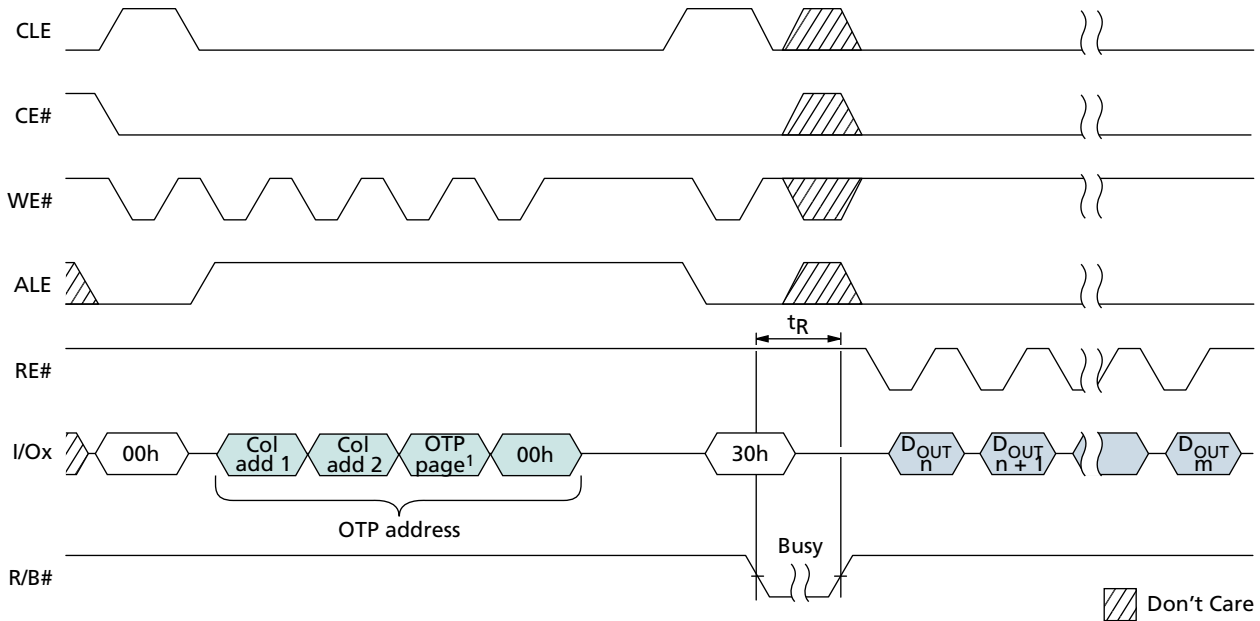 CLE
CE#
WE#
ALE
tR
RE#
I/Ox
00h
Col
add 1
Col
add 2
OTP
page1
00h
30h
DOUT
n
DOUT
n + 1
DOUT
m
OTP address
Busy
R/B#
Don't Care